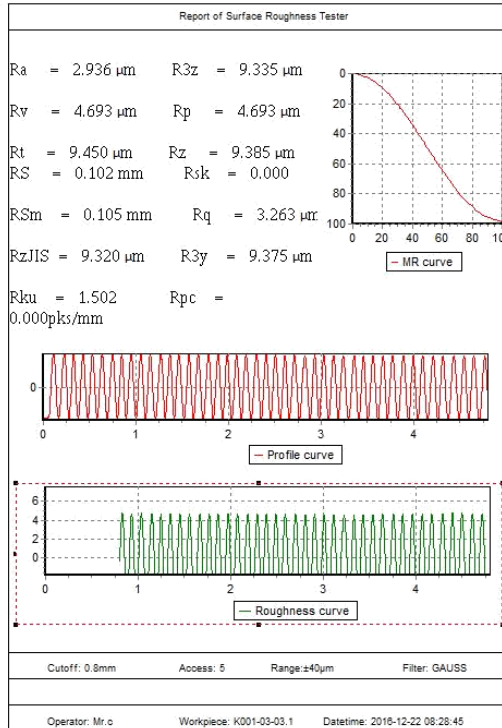 Report of Surface Roughness Tester
Ra = 2.936 µm R3z = 9.335 µm
Rv = 4.693 µm Rp = 4.693 µm
Rt = 9.450 µm Rz = 9.385 µm
RS = 0.102 mm Rsk = 0.000
RSm = 0.105 mm Rq = 3.263 µm
RzJIS = 9.320 µm R3y = 9.375 µm
Rku = 1.502 Rpc =
0.000pks/mm
0
20
40
60
80
100
0 20 40 60 80 100
MR curve
0
0 1 2 3 4
Profile curve
6
4
2
0
0 1 2 3 4
Roughness curve
Cutoff: 0.8mm Access: 5 Range:±40µm Filter: GAUSS
Operator: Mr.c Workpiece: K001-03-03.1 Datetime: 2016-12-22 08:28:45